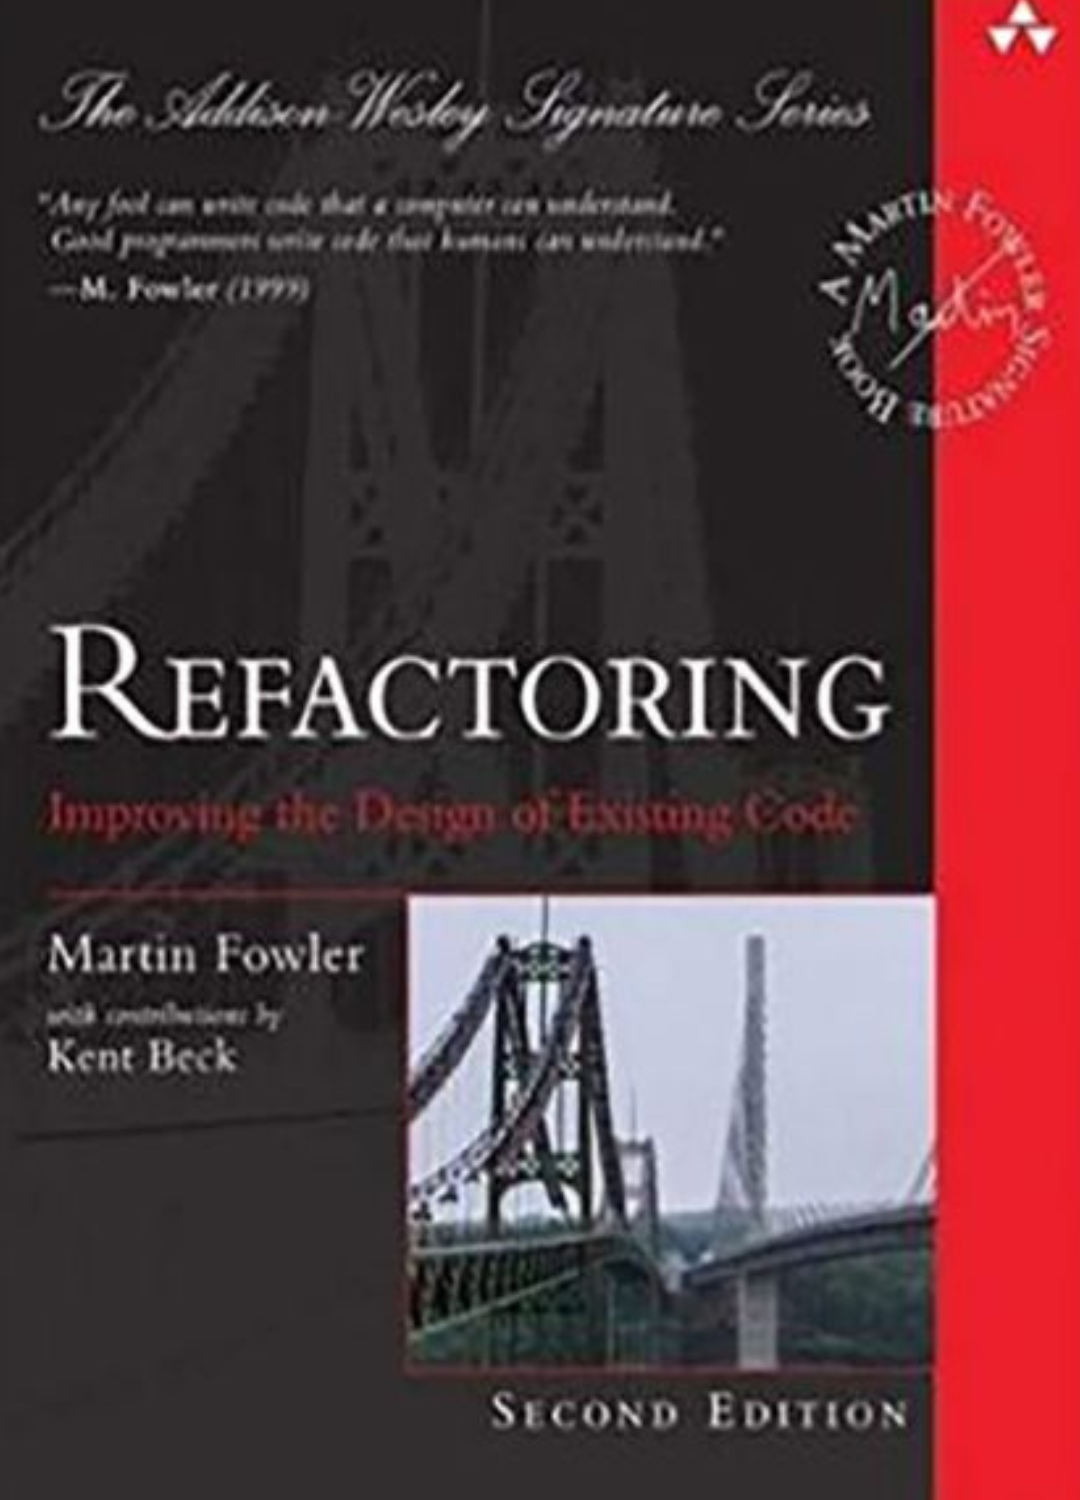 The Addison Wesley Signature Series
"Any fool can write code that a computer can understand.
Good programmers write code that humans can understand."
—M. Fowler (1999)
A MARTIN FOWLER SIGNATURE BOOK
Martin
REFACTORING
Improving the Design of Existing Code
Martin Fowler
with contributions by
Kent Beck
SECOND EDITION